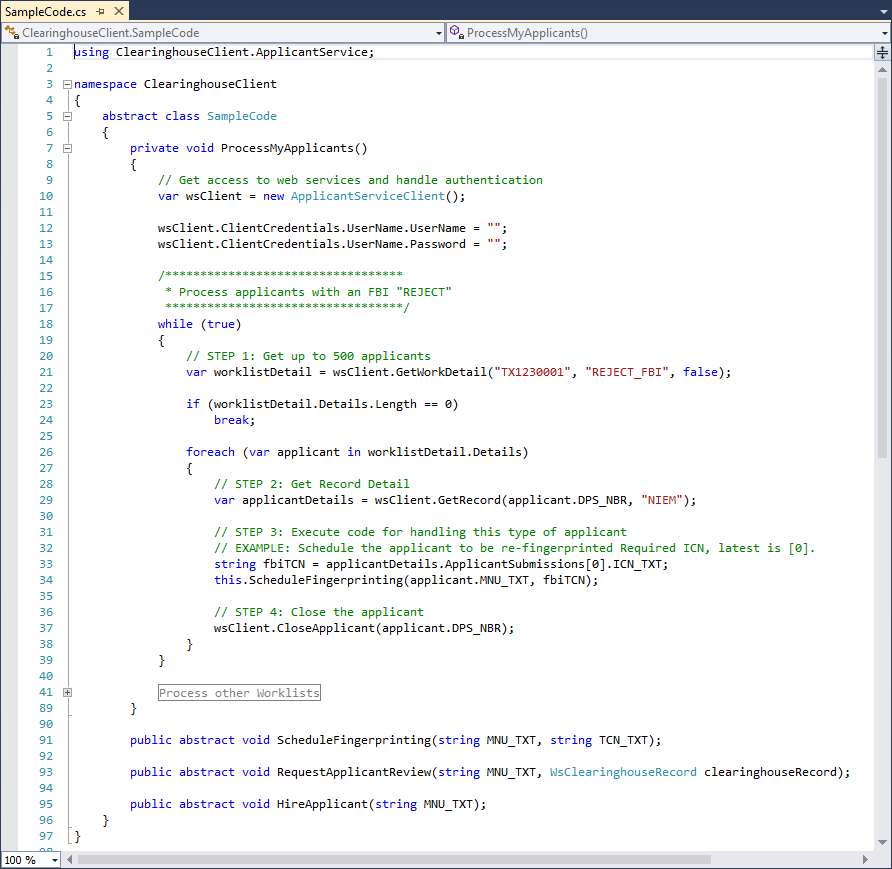 SampleCode.cs
ClearinghouseClient.SampleCode ProcessMyApplicants()
1 using ClearinghouseClient.ApplicantService;
2
3 namespace ClearinghouseClient
4 {
5 abstract class SampleCode
6 {
7 private void ProcessMyApplicants()
8 {
9 // Get access to web services and handle authentication
10 var wsClient = new ApplicantServiceClient();
11
12 wsClient.ClientCredentials.UserName.UserName = "";
13 wsClient.ClientCredentials.UserName.Password = "";
14
15 /**********************************
16 * Process applicants with an FBI "REJECT"
17 **********************************/
18 while (true)
19 {
20 // STEP 1: Get up to 500 applicants
21 var worklistDetail = wsClient.GetWorkDetail("TX1230001", "REJECT_FBI", false);
22
23 if (worklistDetail.Details.Length == 0)
24 break;
25
26 foreach (var applicant in worklistDetail.Details)
27 {
28 // STEP 2: Get Record Detail
29 var applicantDetails = wsClient.GetRecord(applicant.DPS_NBR, "NIEM");
30
31 // STEP 3: Execute code for handling this type of applicant
32 // EXAMPLE: Schedule the applicant to be re-fingerprinted Required ICN, latest is [0].
33 string fbiTCN = applicantDetails.ApplicantSubmissions[0].ICN_TXT;
34 this.ScheduleFingerprinting(applicant.MNU_TXT, fbiTCN);
35
36 // STEP 4: Close the applicant
37 wsClient.CloseApplicant(applicant.DPS_NBR);
38 }
39 }
40
41 Process other Worklists
89 }
90
91 public abstract void ScheduleFingerprinting(string MNU_TXT, string TCN_TXT);
92
93 public abstract void RequestApplicantReview(string MNU_TXT, WsClearinghouseRecord clearinghouseRecord);
94
95 public abstract void HireApplicant(string MNU_TXT);
96 }
97 }
98
100 %